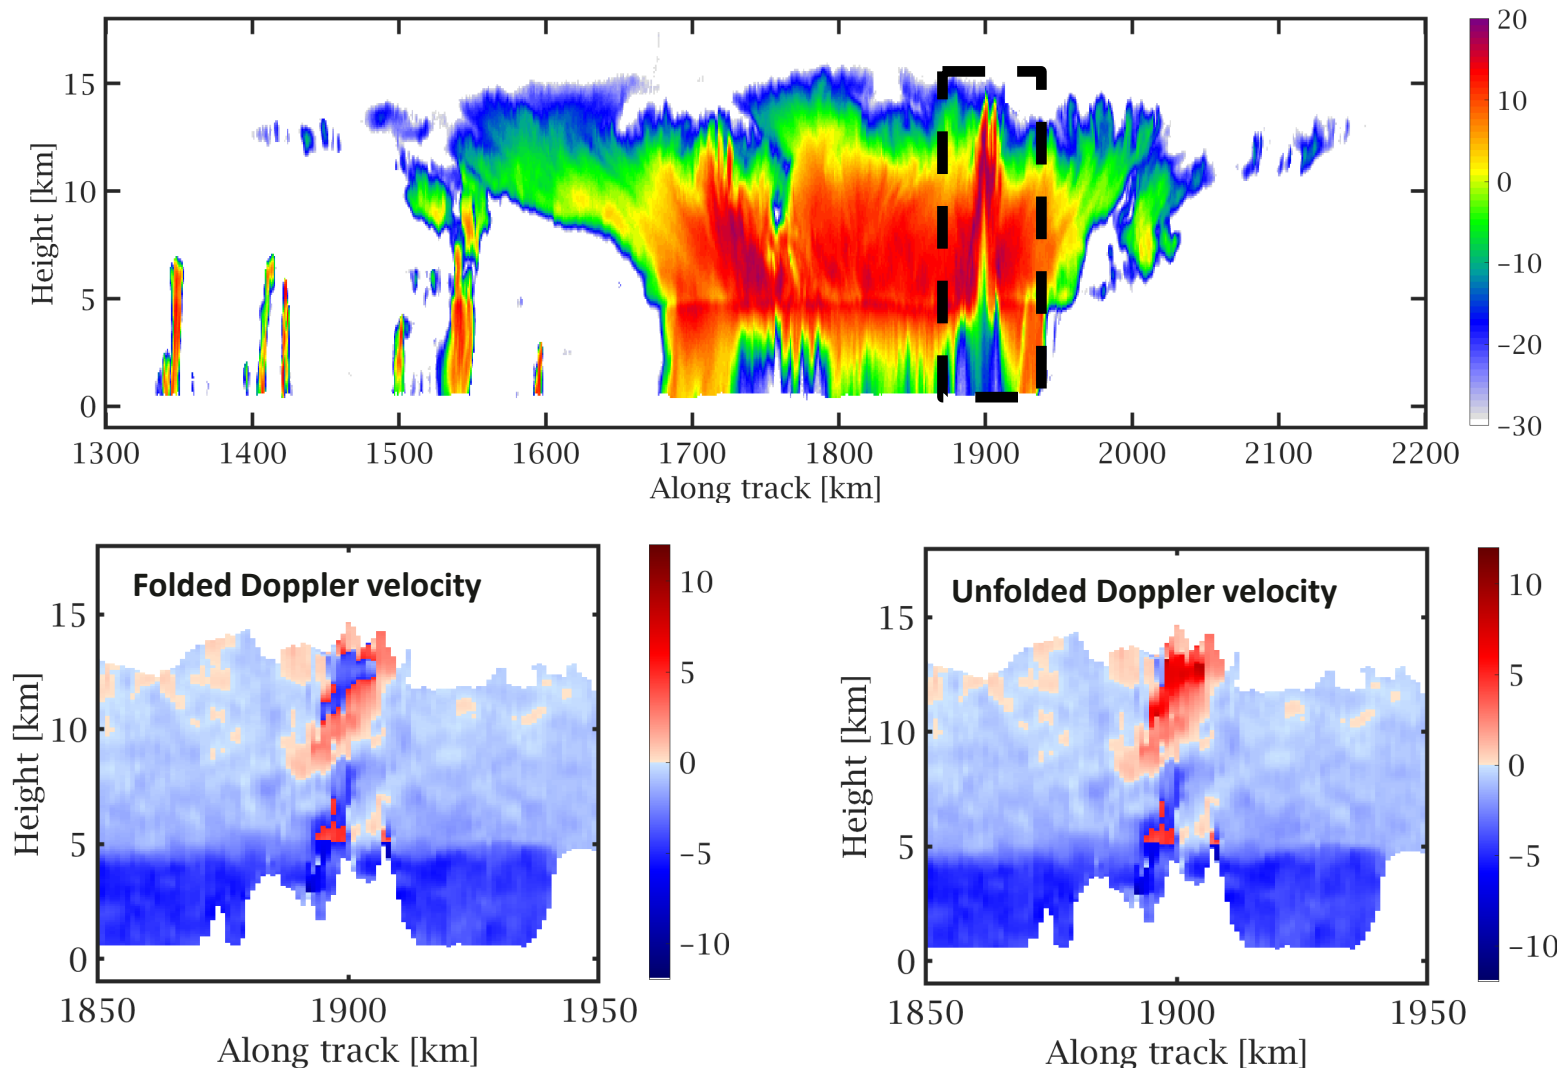 20
15
10
10
0
5
−10
−20
0
−30
Height [km]
1300 1400 1500 1600 1700 1800 1900 2000 2100 2200
Along track [km]
Folded Doppler velocity
15
10
5
0
Height [km]
1850 1900 1950
Along track [km]
10
5
0
−5
−10
Unfolded Doppler velocity
15
10
5
0
Height [km]
1850 1900 1950
Along track [km]
10
5
0
−5
−10